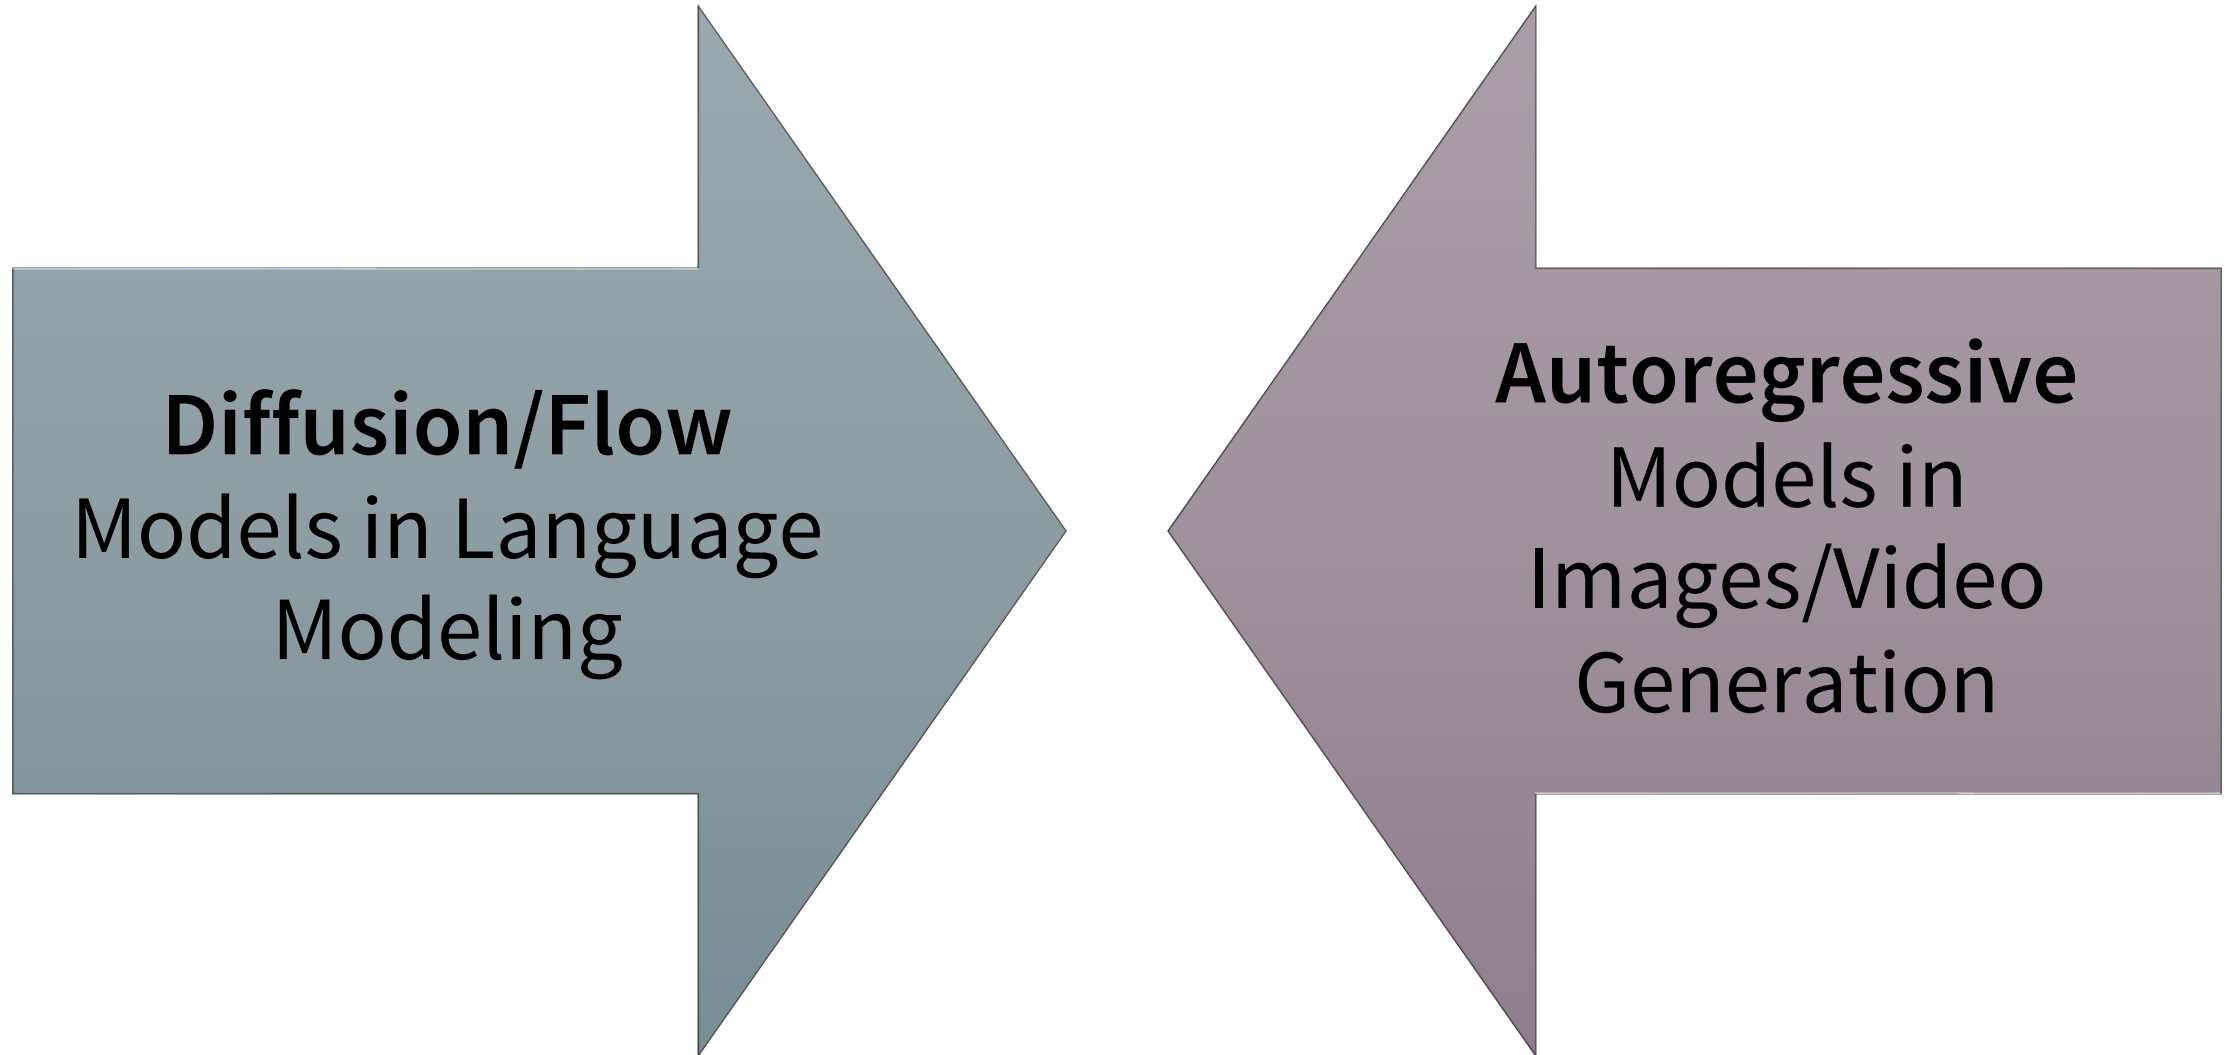 Diffusion/Flow
Models in Language
Modeling
Autoregressive
Models in
Images/Video
Generation